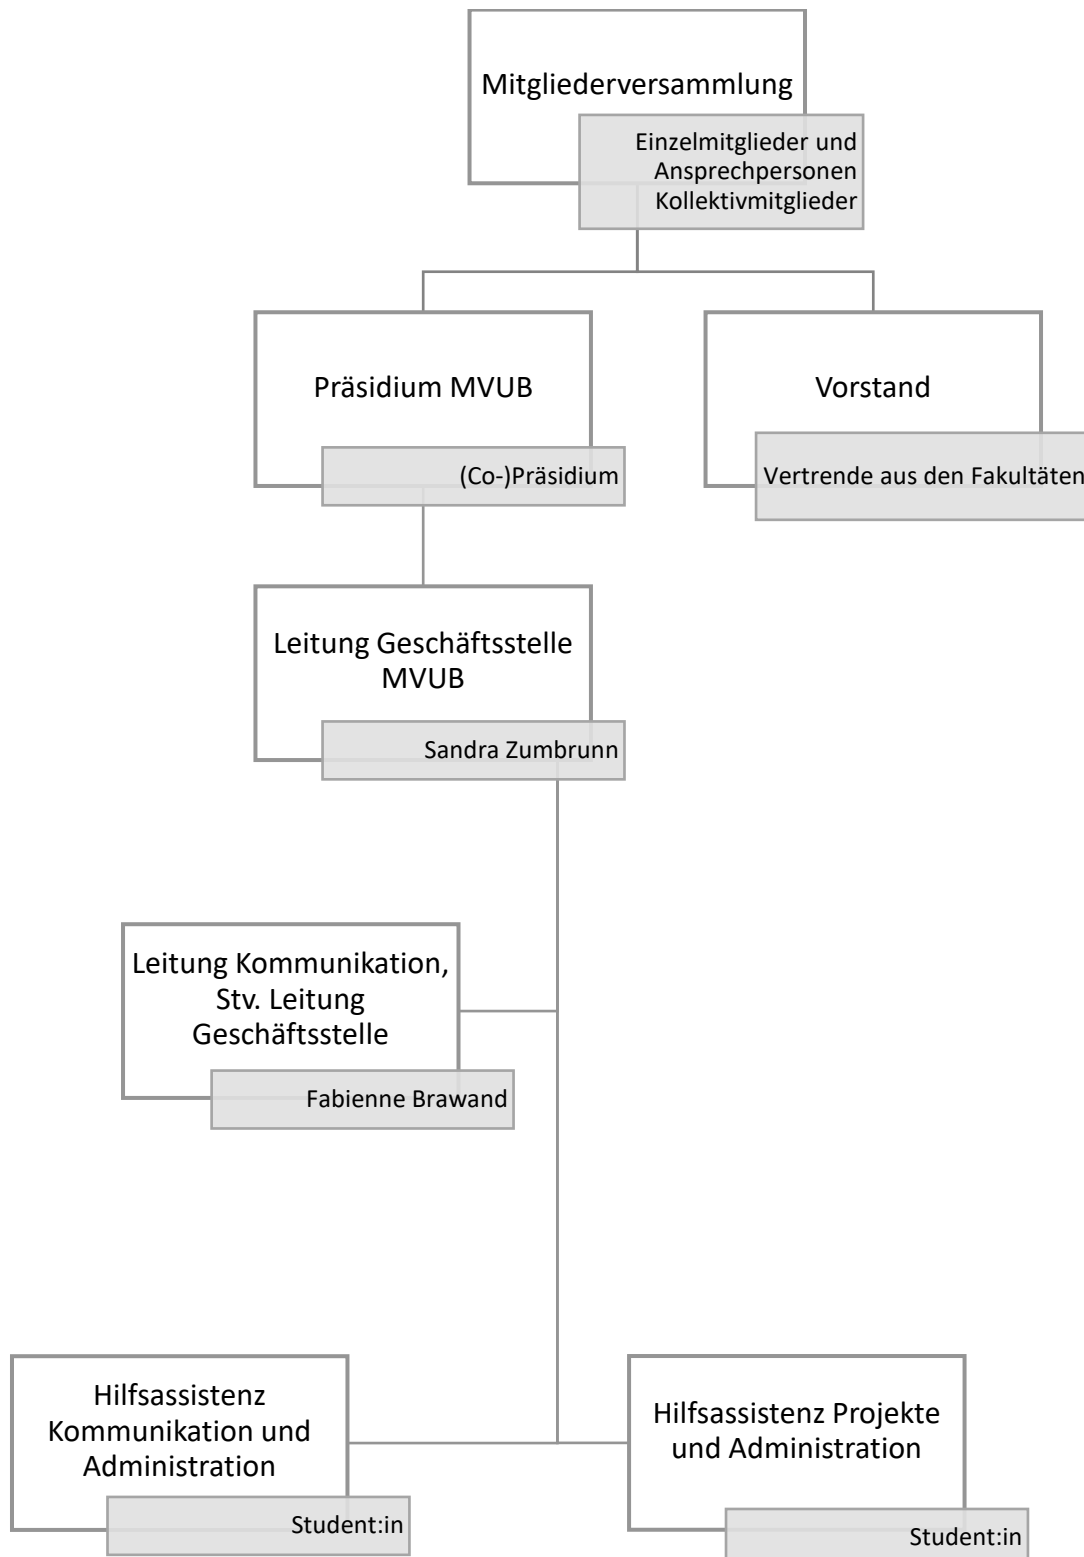 Mitgliederversammlung
Einzelmitglieder und
Ansprechpersonen
Kollektivmitglieder
Präsidium MVUB
(Co-)Präsidium
Vorstand
Vertrende aus den Fakultäten
Leitung Geschäftsstelle
MVUB
Sandra Zumbrunn
Leitung Kommunikation,
Stv. Leitung
Geschäftsstelle
Fabienne Brawand
Hilfsassistenz
Kommunikation und
Administration
Student:in
Hilfsassistenz Projekte
und Administration
Student:in